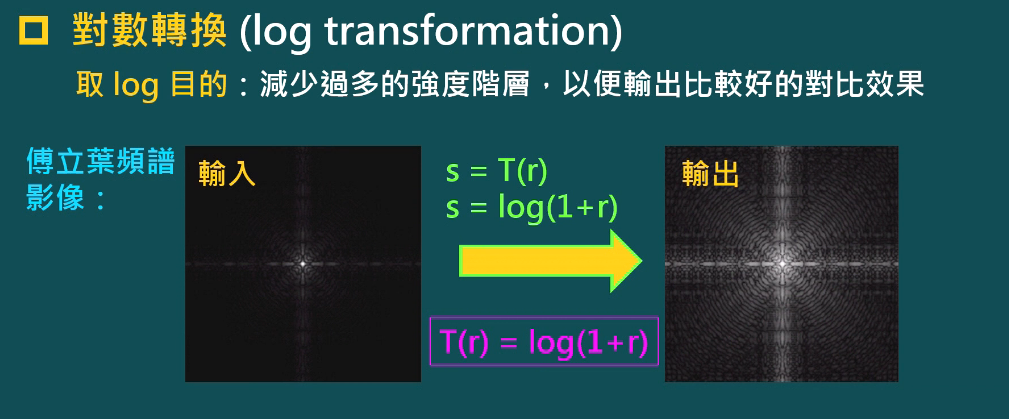 對數轉換 (log transformation)
取 log 目的：減少過多的強度階層，以便輸出比較好的對比效果
傅立葉頻譜
影像：
輸入
s = T(r)
s = log(1+r)
T(r) = log(1+r)
輸出